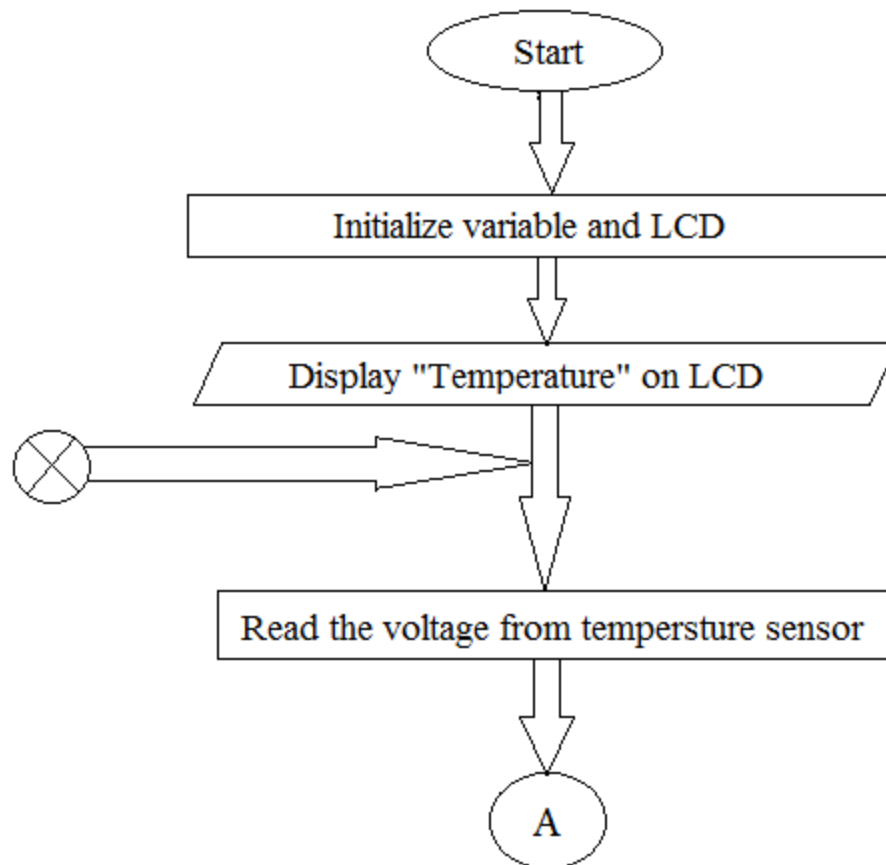 Start
Initialize variable and LCD
Display "Temperature" on LCD
Read the voltage from tempersture sensor
A